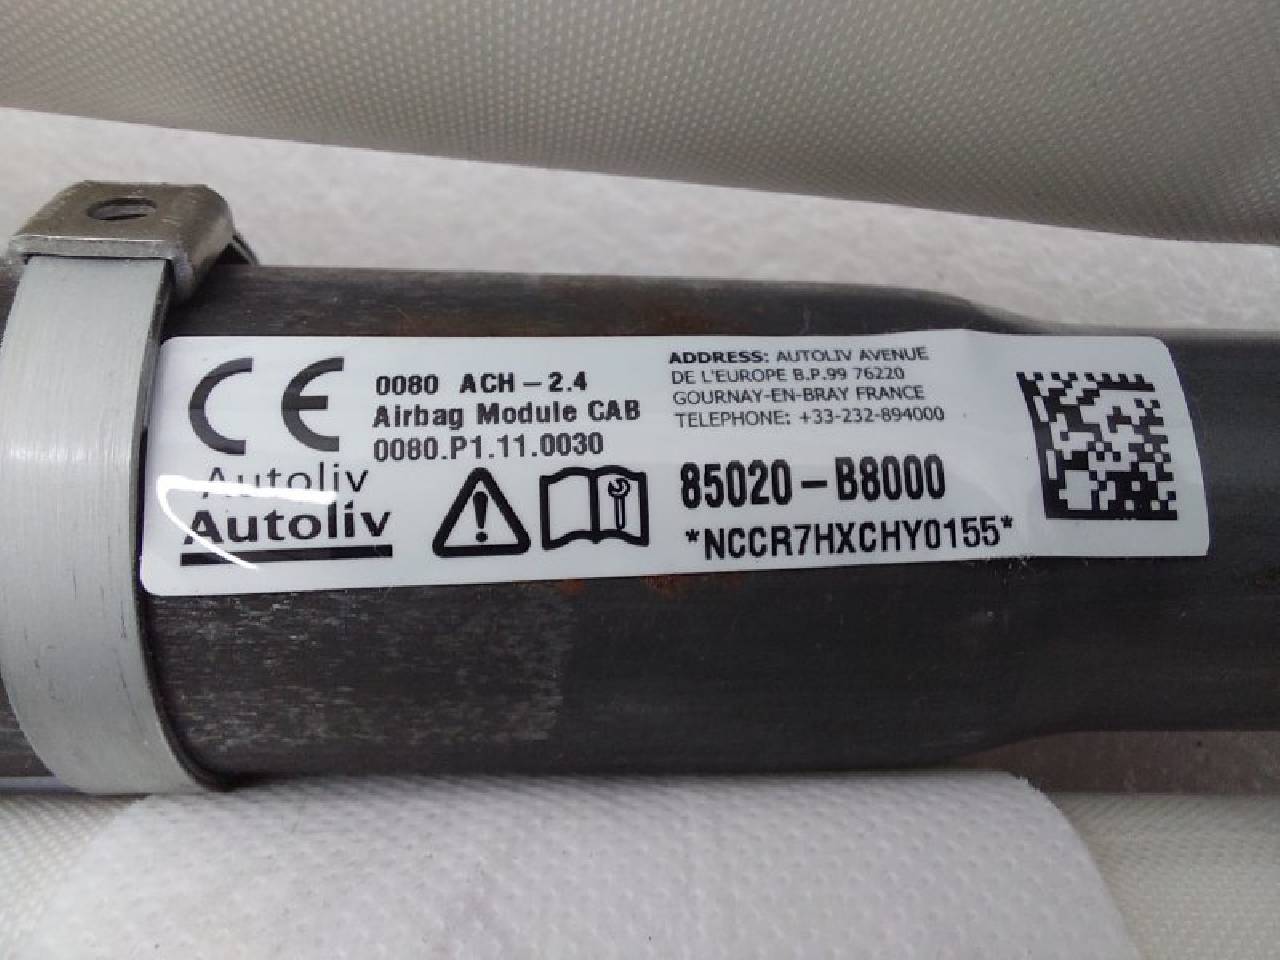 CE
0080 ACH-2.4
Airbag Module CAB
0080.P1.11.0030
Autoliv
Autoliv
ADDRESS: AUTOLIV AVENUE
DE L'EUROPE B.P.99 76220
GOURNAY-EN-BRAY FRANCE
TELEPHONE: +33-232-894000
85020-B8000
*NCCR7HXCHY0155*